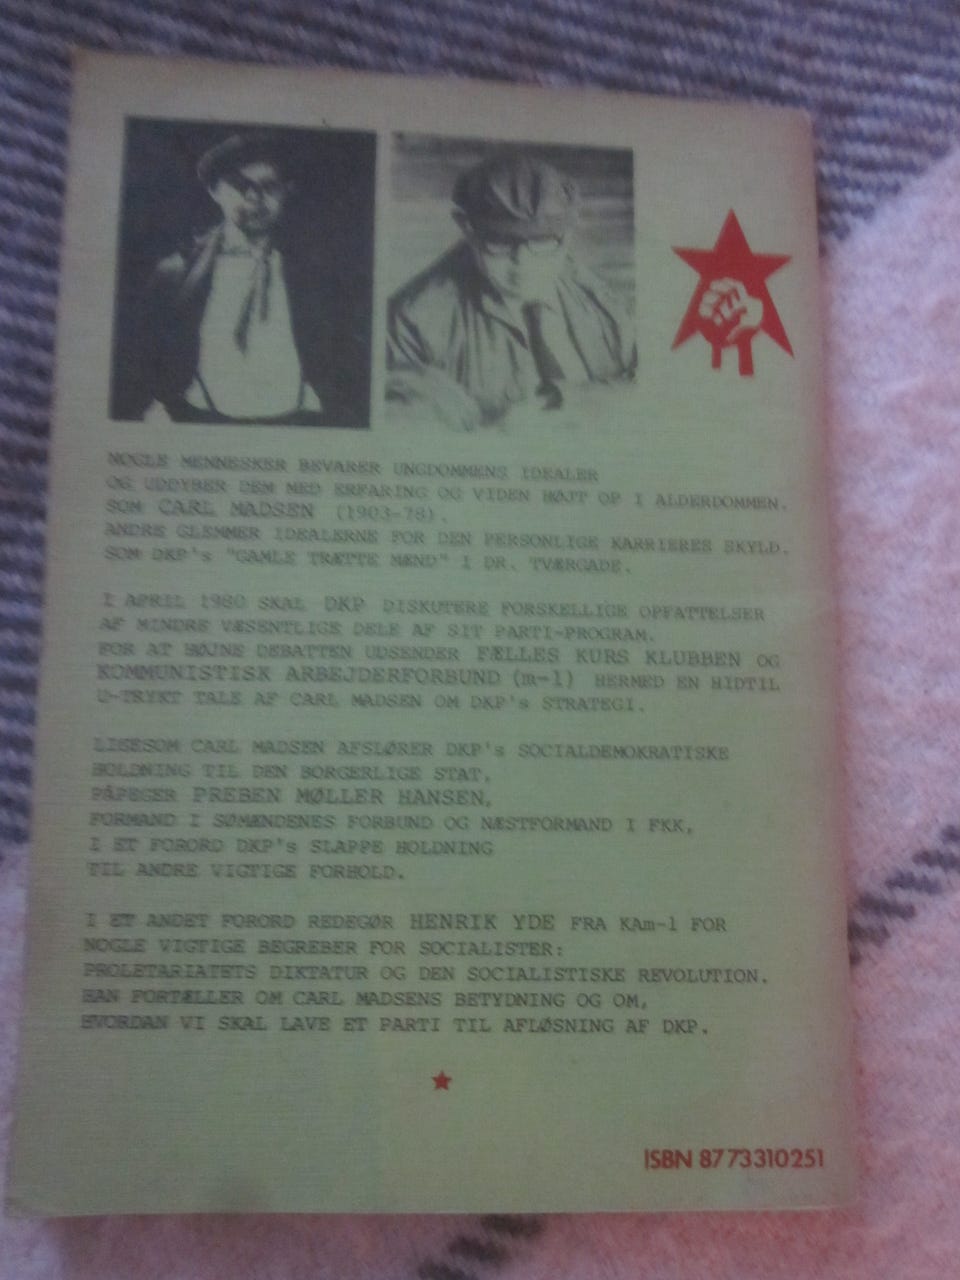 NOGLE MENNESKER BEVARER UNGDOMMENS IDEALER
OG UDDYBER DEM MED ERFARING OG VIDEN HØJT OP I ALDERDOMMEN.
SOM CARL MADSEN (1903-78).
ANDRE GLEMMER IDEALERNE FOR DEN PERSONLIGE KARRIERES SKYLD.
SOM DKP's "GAMLE TRÆTTE MÆND" I DR. TVÆRGADE.
I APRIL 1980 SKAL DKP DISKUTERE FORSKELLIGE OPFATTELSER
AF MINDRE VÆSENTLIGE DELE AF SIT PARTI-PROGRAM.
FOR AT HØJNE DEBATTEN UDSENDER FÆLLES KURS KLUBBEN OG
KOMMUNISTISK ARBEJDERFORBUND (m-l) HERMED EN HIDTIL
U-TRYKT TALE AF CARL MADSEN OM DKP's STRATEGI.
LIGESOM CARL MADSEN AFSLØRER DKP's SOCIALDEMOKRATISKE
HOLDNING TIL DEN BORGERLIGE STAT,
PÅPEGER PREBEN MØLLER HANSEN,
FORMAND I SØMÆNDENES FORBUND OG NÆSTFORMAND I FKK,
I ET FORORD DKP's SLAPPE HOLDNING
TIL ANDRE VIGTIGE FORHOLD.
I ET ANDET FORORD REDEGØR HENRIK YDE FRA KAm-l FOR
NOGLE VIGTIGE BEGREBER FOR SOCIALISTER:
PROLETARIATETS DIKTATUR OG DEN SOCIALISTISKE REVOLUTION.
HAN FORTÆLLER OM CARL MADSENS BETYDNING OG OM,
HVORDAN VI SKAL LAVE ET PARTI TIL AFLØSNING AF DKP.
ISBN 8773310251